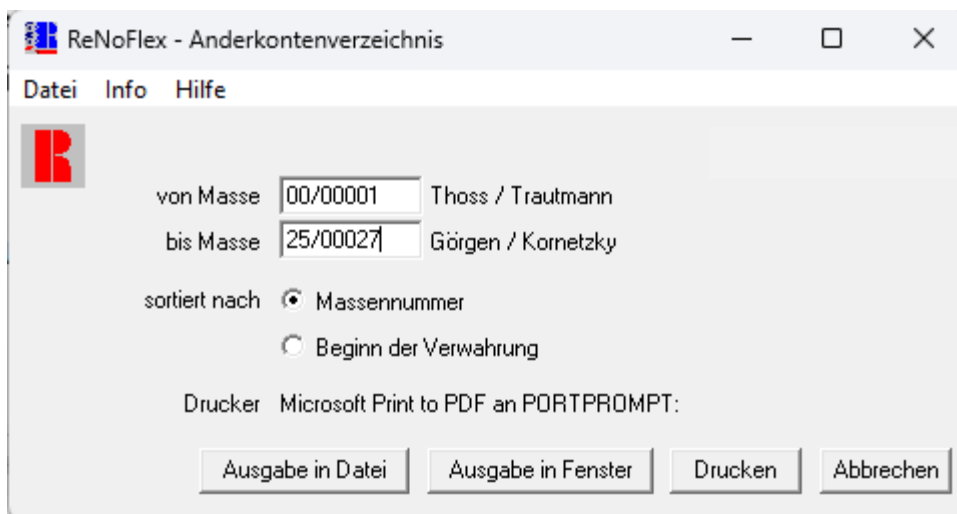 ReNoFlex - Anderkontenverzeichnis
Datei Info Hilfe
von Masse 00/00001 Thoss / Trautmann
bis Masse 25/00027 Görgen / Kornetzky
sortiert nach Massennummer
Beginn der Verwahrung
Drucker Microsoft Print to PDF an PORTPROMPT:
Ausgabe in Datei Ausgabe in Fenster Drucken Abbrechen